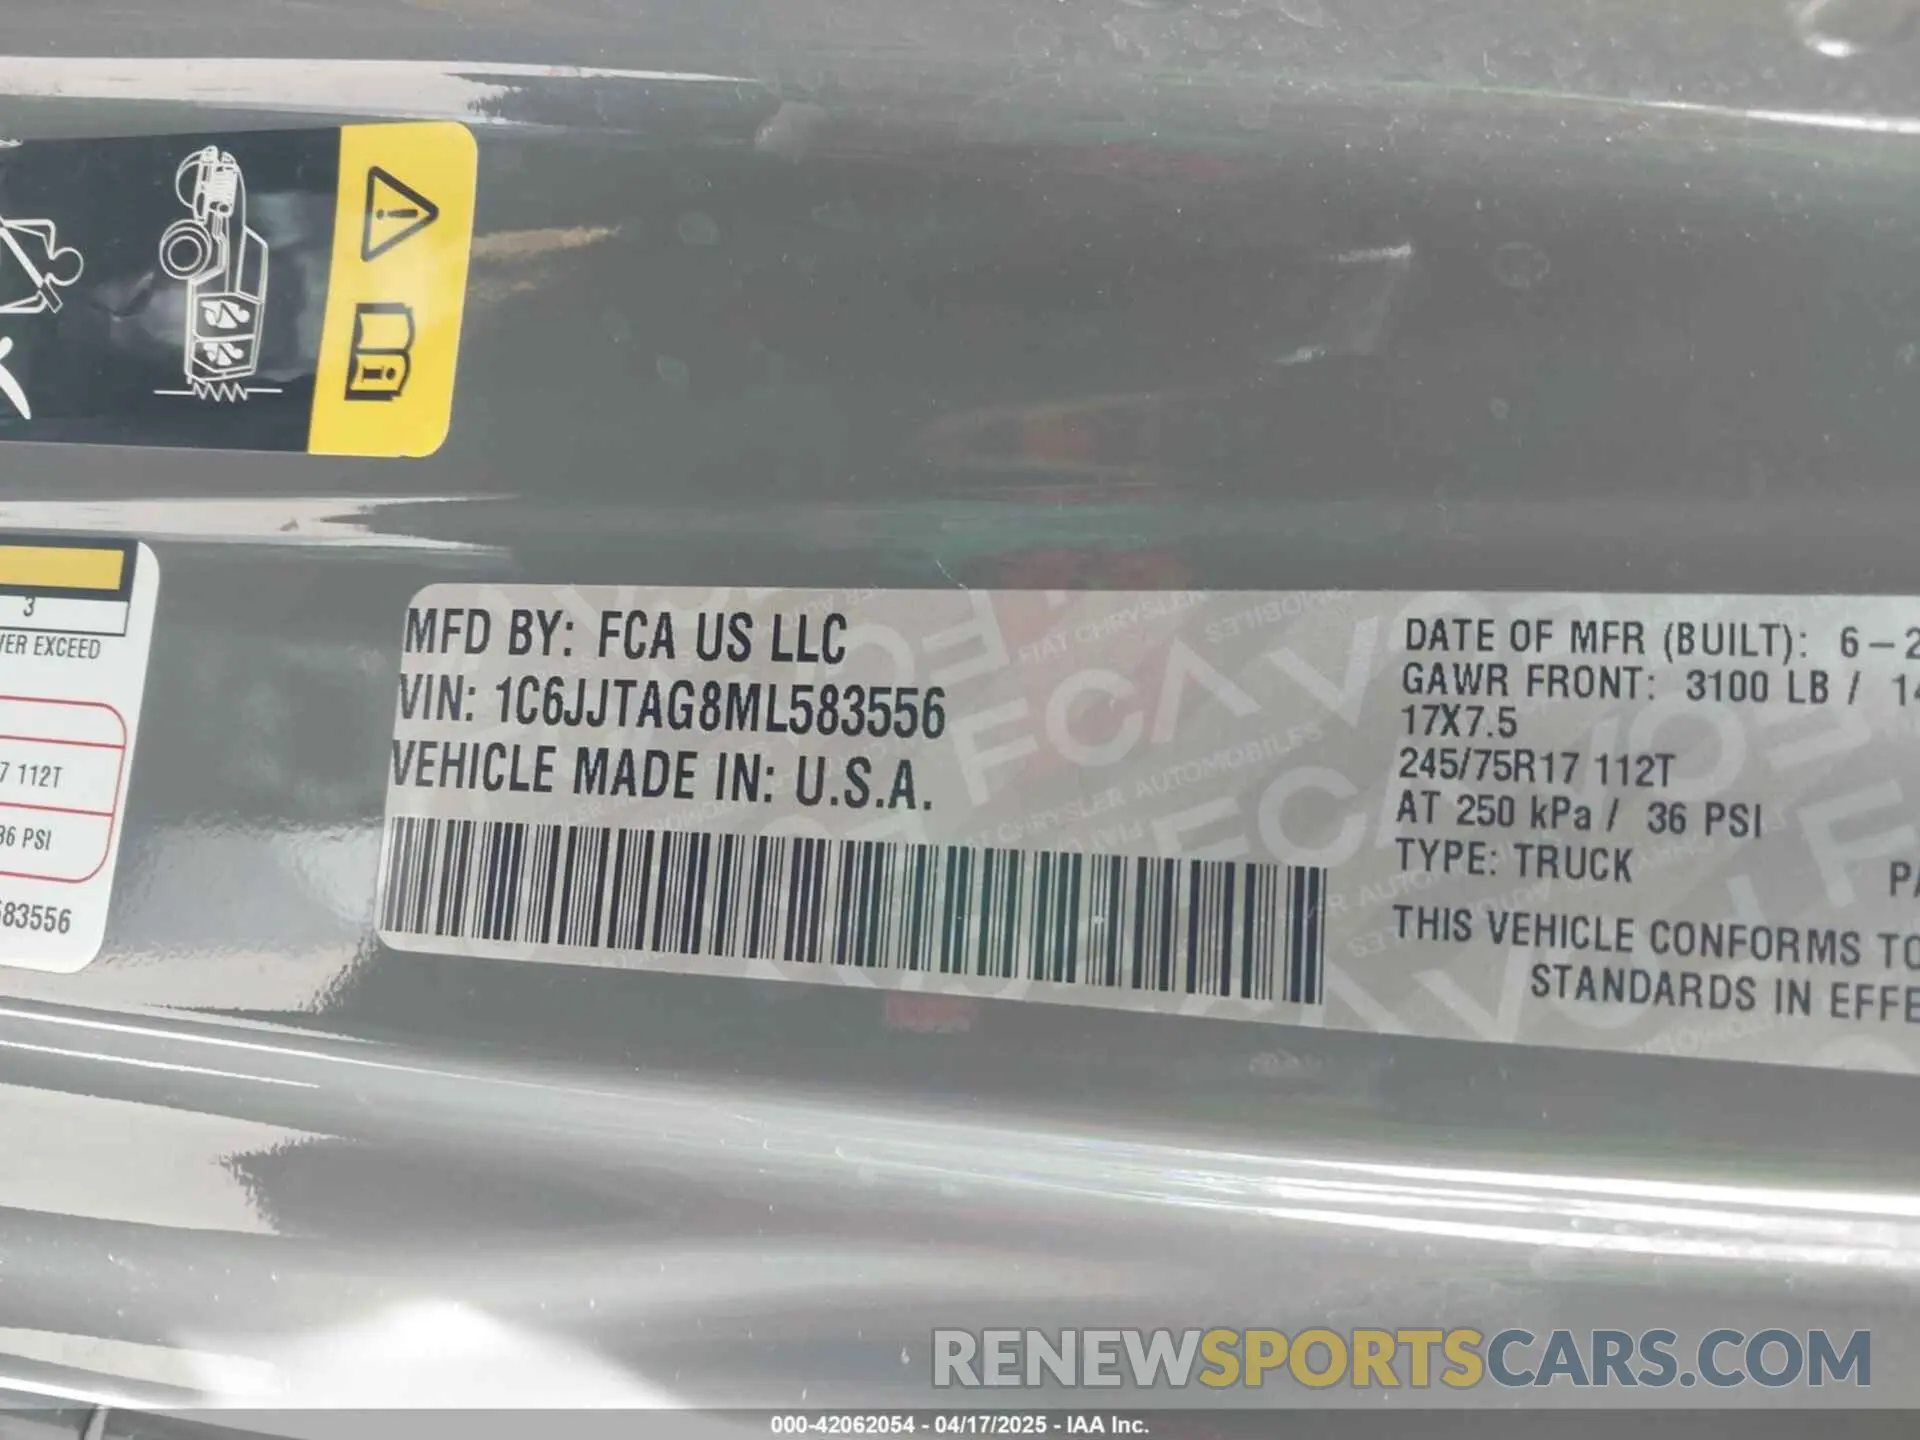 3
VER EXCEED
7 112T
36 PSI
583556
MFD BY: FCA US LLC
VIN: 1C6JJTAG8ML583556
VEHICLE MADE IN: U.S.A.
DATE OF MFR (BUILT): 6-2
GAWR FRONT: 3100 LB / 14
17X7.5
245/75R17 112T
AT 250 kPa / 36 PSI
TYPE: TRUCK
PA
THIS VEHICLE CONFORMS TO
STANDARDS IN EFFE
RENEWSPORTSCARS.COM
000-42062054 - 04/17/2025 - IAA Inc.